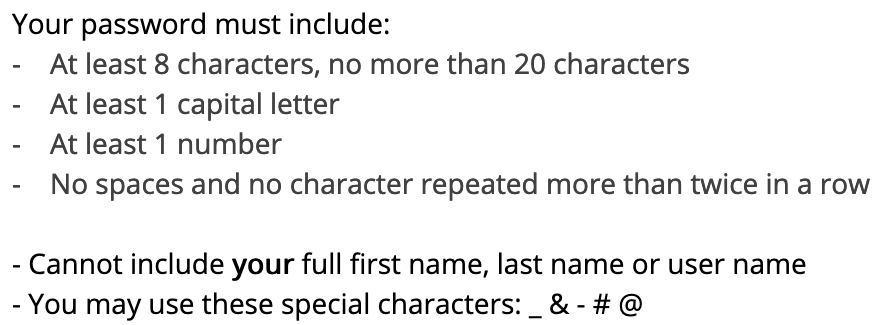 Your password must include:
- At least 8 characters, no more than 20 characters
- At least 1 capital letter
- At least 1 number
- No spaces and no character repeated more than twice in a row
- Cannot include your full first name, last name or user name
- You may use these special characters: _ & - # @